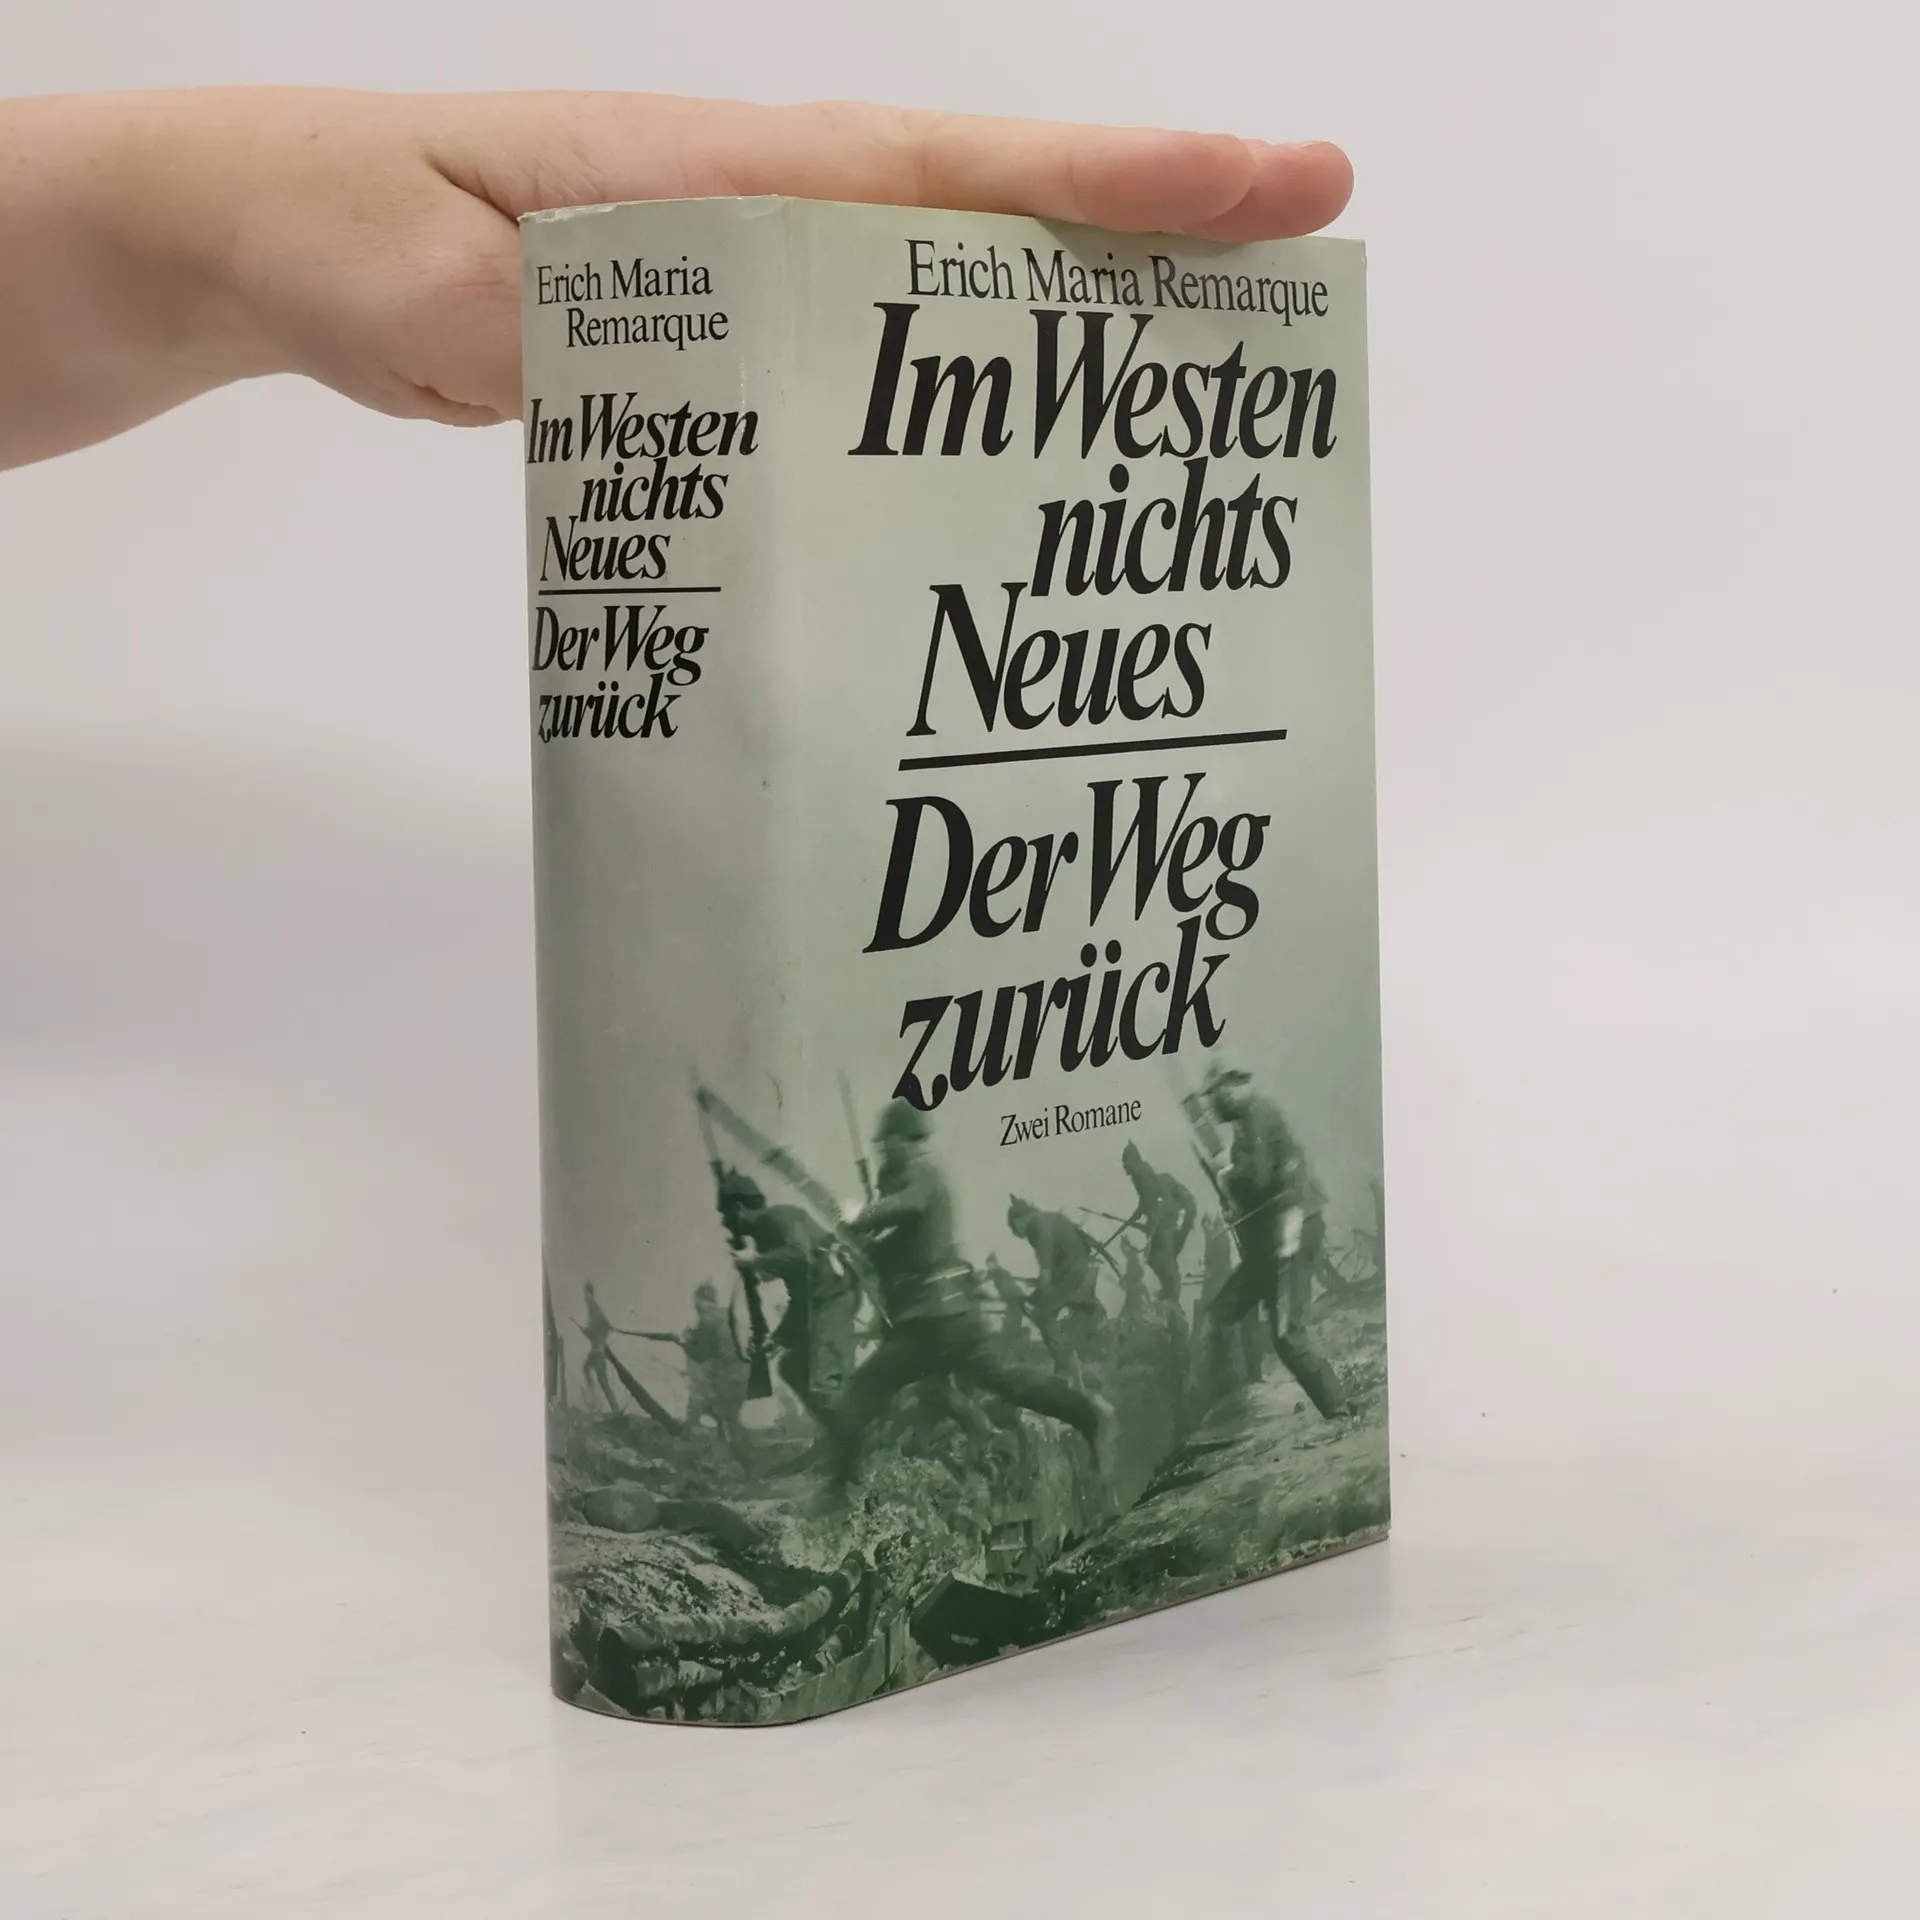 Erich Maria
Remarque
Im Westen
nichts
Neues
Der Weg
zurück
Erich Maria Remarque
Im Westen
nichts
Neues
Der Weg
zurück
Zwei Romane